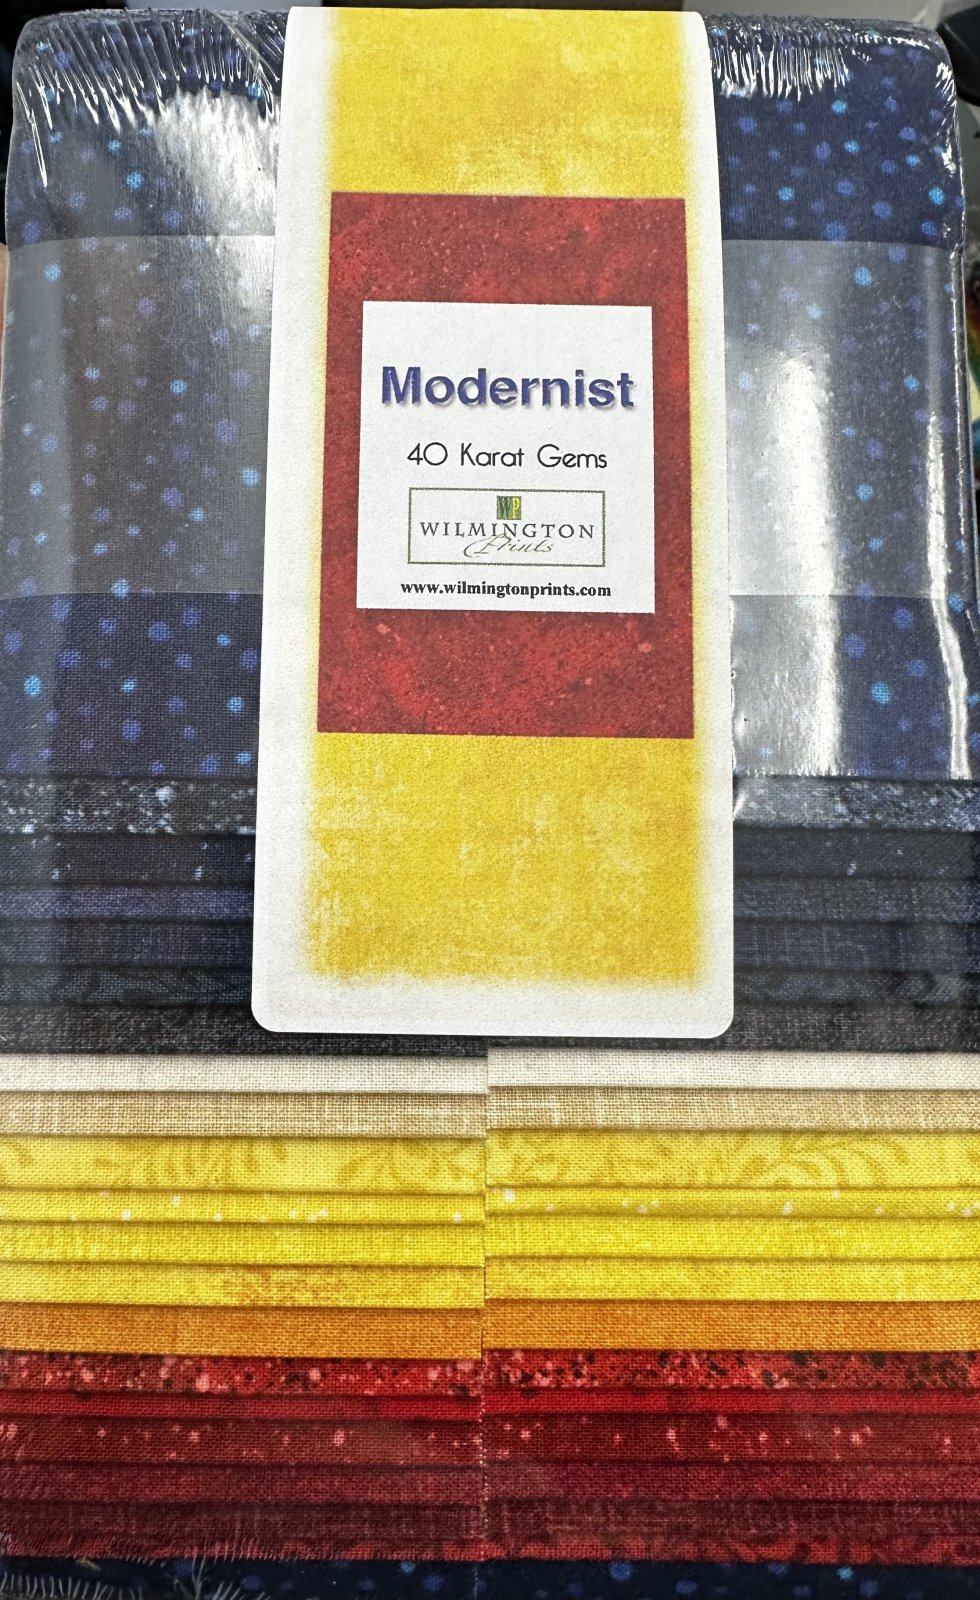 Modernist
40 Karat Gems
WP
WILMINGTON
Prints
www.wilmingtonprints.com